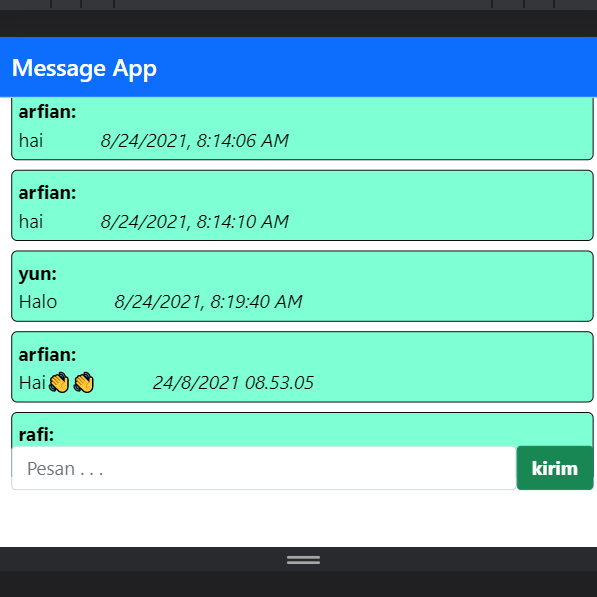 Message App
arfian:
hai 8/24/2021, 8:14:06 AM
arfian:
hai 8/24/2021, 8:14:10 AM
yun:
Halo 8/24/2021, 8:19:40 AM
arfian:
Hai👏👏 24/8/2021 08.53.05
rafi:
Pesan . . . kirim